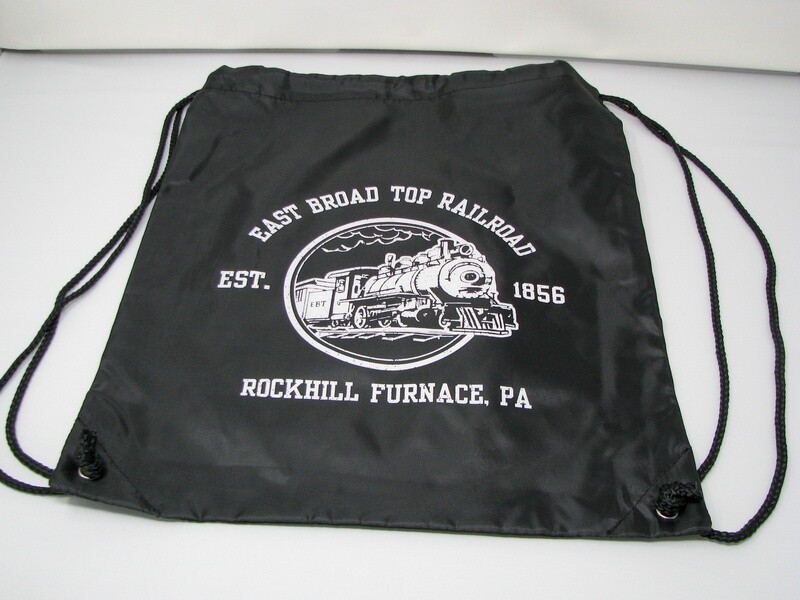 EAST BROAD TOP RAILROAD
EST. 1856
EBT
ROCKHILL FURNACE, PA